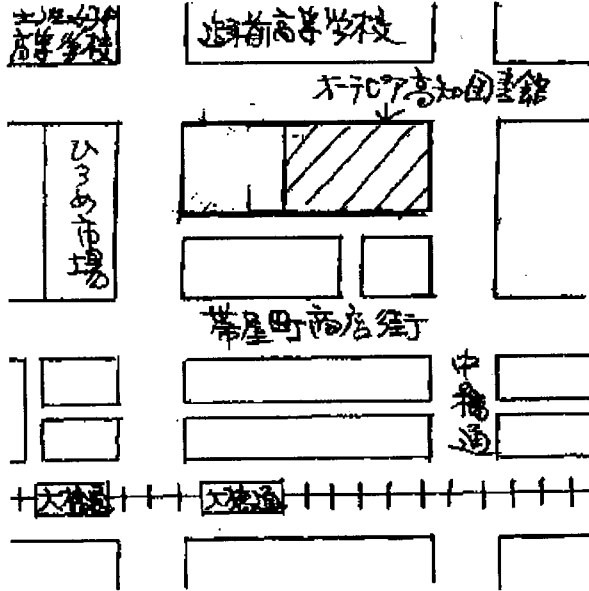 土佐女子
高等学校
追手前高等学校
オーテピア高知図書館
ひろめ市場
帯屋町商店街
中橋通
大橋通
大橋通